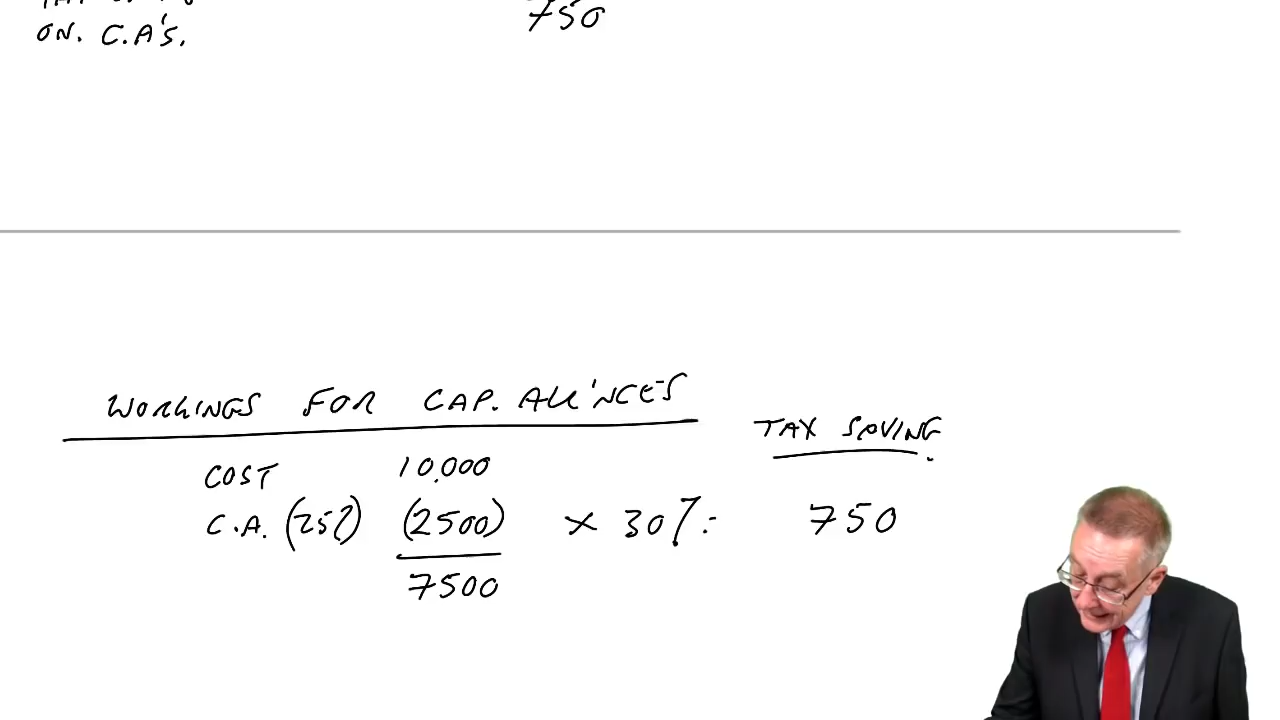 750
ON. C.A'S.
WORKINGS FOR CAP. ALL'NCES
TAX SAVING
COST 10,000
C.A. (25%) (2500) × 30% = 750
7500